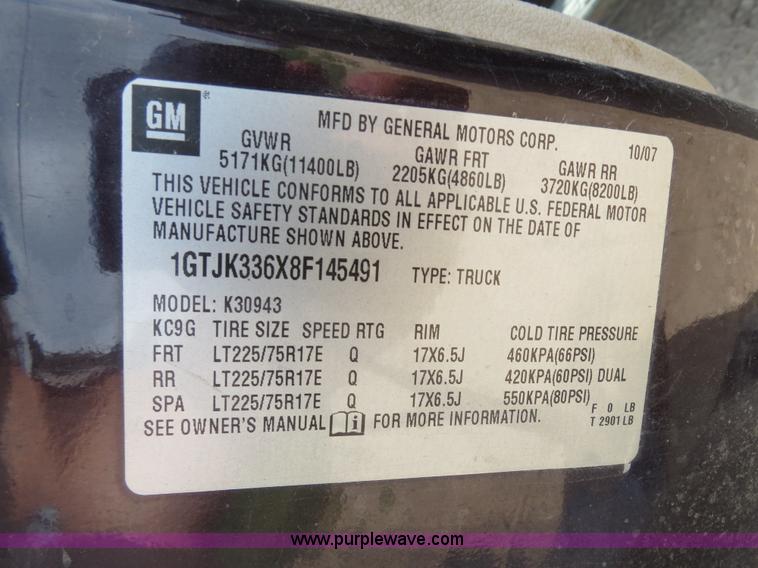 GM
MFD BY GENERAL MOTORS CORP. 10/07
GVWR GAWR FRT GAWR RR
5171KG(11400LB) 2205KG(4860LB) 3720KG(8200LB)
THIS VEHICLE CONFORMS TO ALL APPLICABLE U.S. FEDERAL MOTOR
VEHICLE SAFETY STANDARDS IN EFFECT ON THE DATE OF
MANUFACTURE SHOWN ABOVE.
1GTJK336X8F145491 TYPE: TRUCK
MODEL: K30943
KC9G TIRE SIZE SPEED RTG RIM COLD TIRE PRESSURE
FRT LT225/75R17E Q 17X6.5J 460KPA(66PSI)
RR LT225/75R17E Q 17X6.5J 420KPA(60PSI) DUAL
SPA LT225/75R17E Q 17X6.5J 550KPA(80PSI)
SEE OWNER'S MANUAL i FOR MORE INFORMATION.
F 0 LB
T 2901 LB
www.purplewave.com